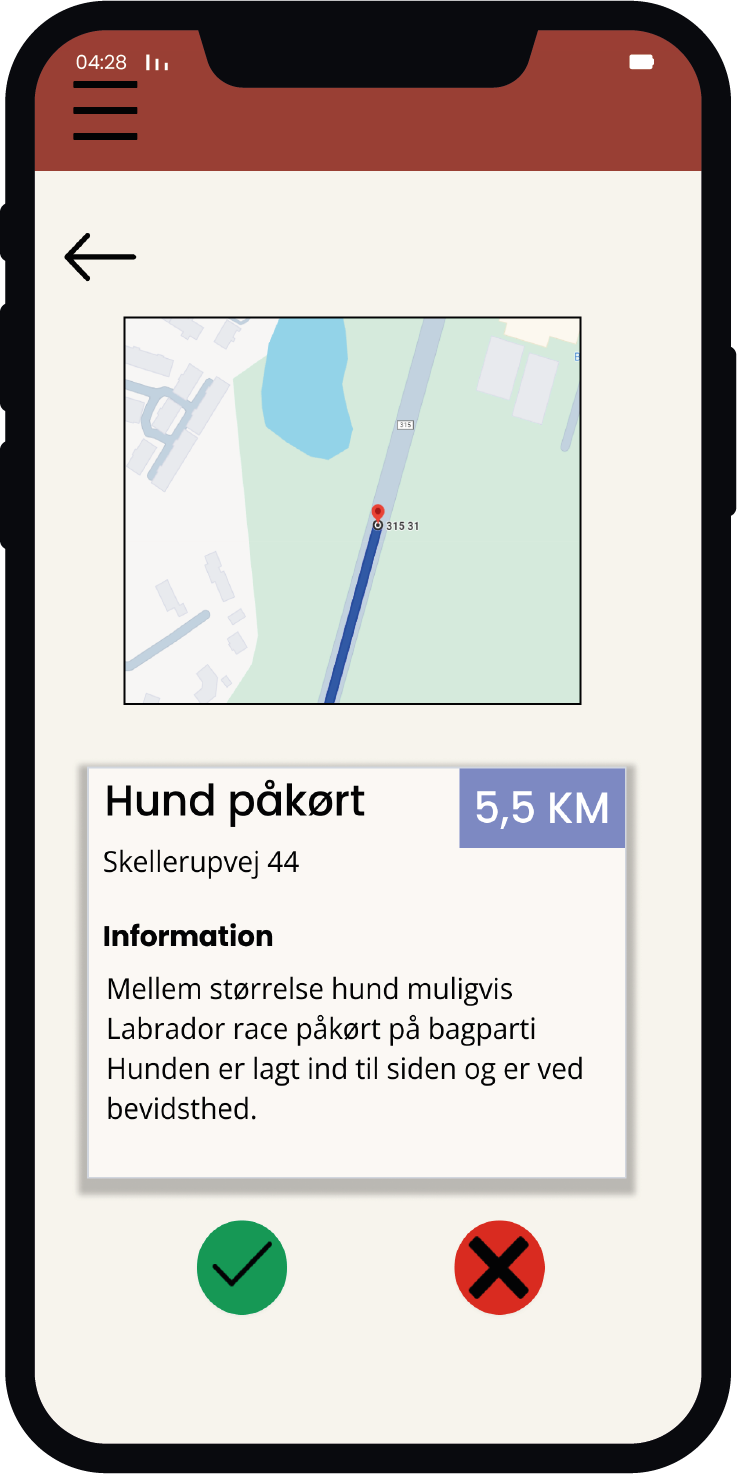 04:28
315
315 31
Hund påkørt
5,5 KM
Skellerupvej 44
Information
Mellem størrelse hund muligvis
Labrador race påkørt på bagparti
Hunden er lagt ind til siden og er ved
bevidsthed.